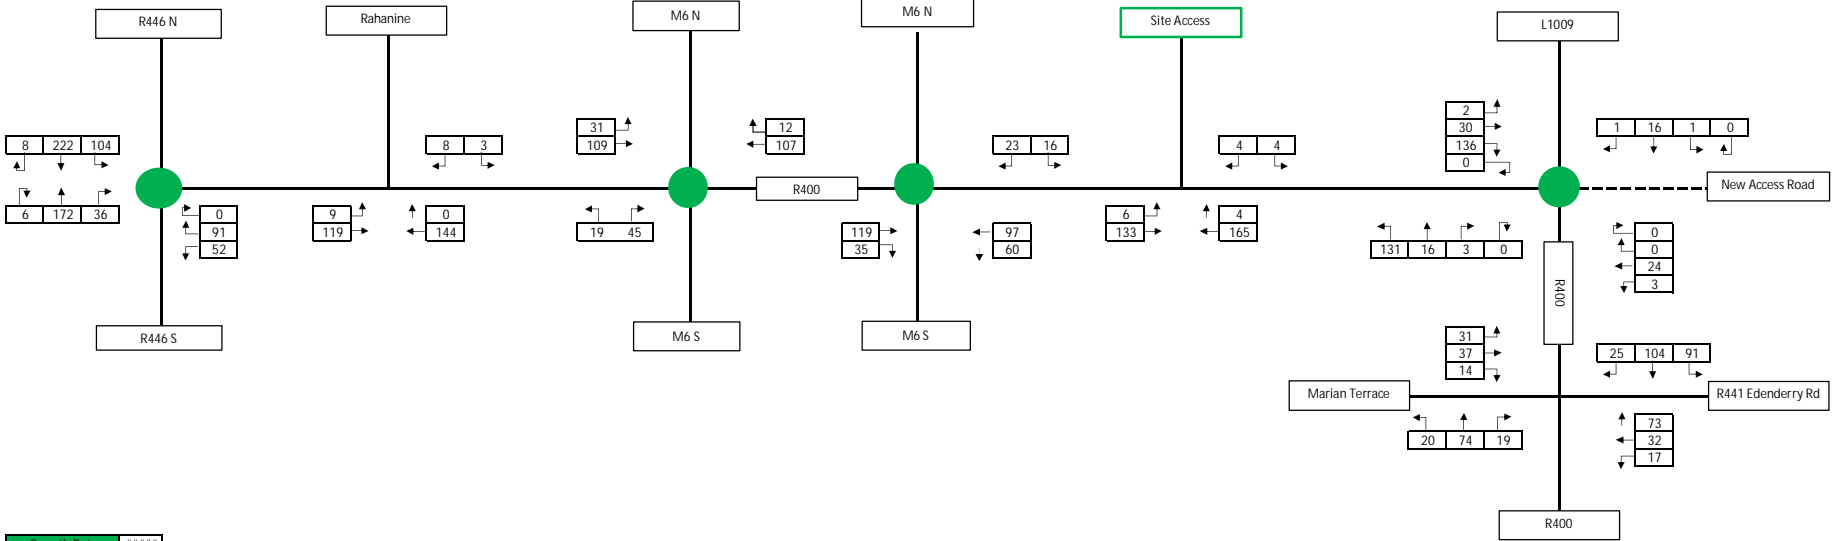 R446 N
Rahanine
M6 N
M6 N
Site Access
L1009
8 222 104
6 172 36
0
91
52
R446 S
8 3
9
119
0
144
31
109
12
107
19 45
M6 S
R400
23 16
119
35
97
60
M6 S
4 4
6
133
4
165
2
30
136
0
1 16 1 0
New Access Road
131 16 3 0
0
0
24
3
R400
31
37
14
25 104 91
Marian Terrace
R441 Edenderry Rd
20 74 19
73
32
17
R400